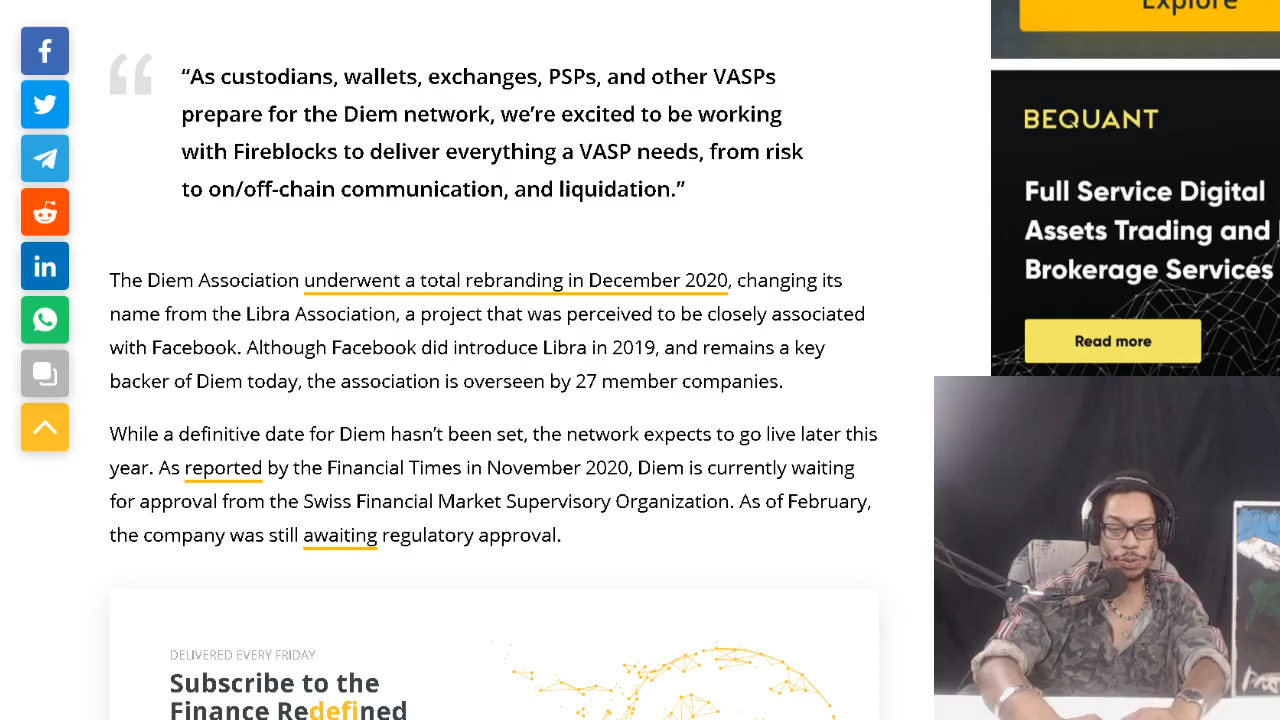 Explore
“As custodians, wallets, exchanges, PSPs, and other VASPs
prepare for the Diem network, we’re excited to be working
with Fireblocks to deliver everything a VASP needs, from risk
to on/off-chain communication, and liquidation.”
The Diem Association underwent a total rebranding in December 2020, changing its
name from the Libra Association, a project that was perceived to be closely associated
with Facebook. Although Facebook did introduce Libra in 2019, and remains a key
backer of Diem today, the association is overseen by 27 member companies.
While a definitive date for Diem hasn’t been set, the network expects to go live later this
year. As reported by the Financial Times in November 2020, Diem is currently waiting
for approval from the Swiss Financial Market Supervisory Organization. As of February,
the company was still awaiting regulatory approval.
DELIVERED EVERY FRIDAY
Subscribe to the
Finance Redefined
BEQUANT
Full Service Digital
Assets Trading and
Brokerage Services
Read more